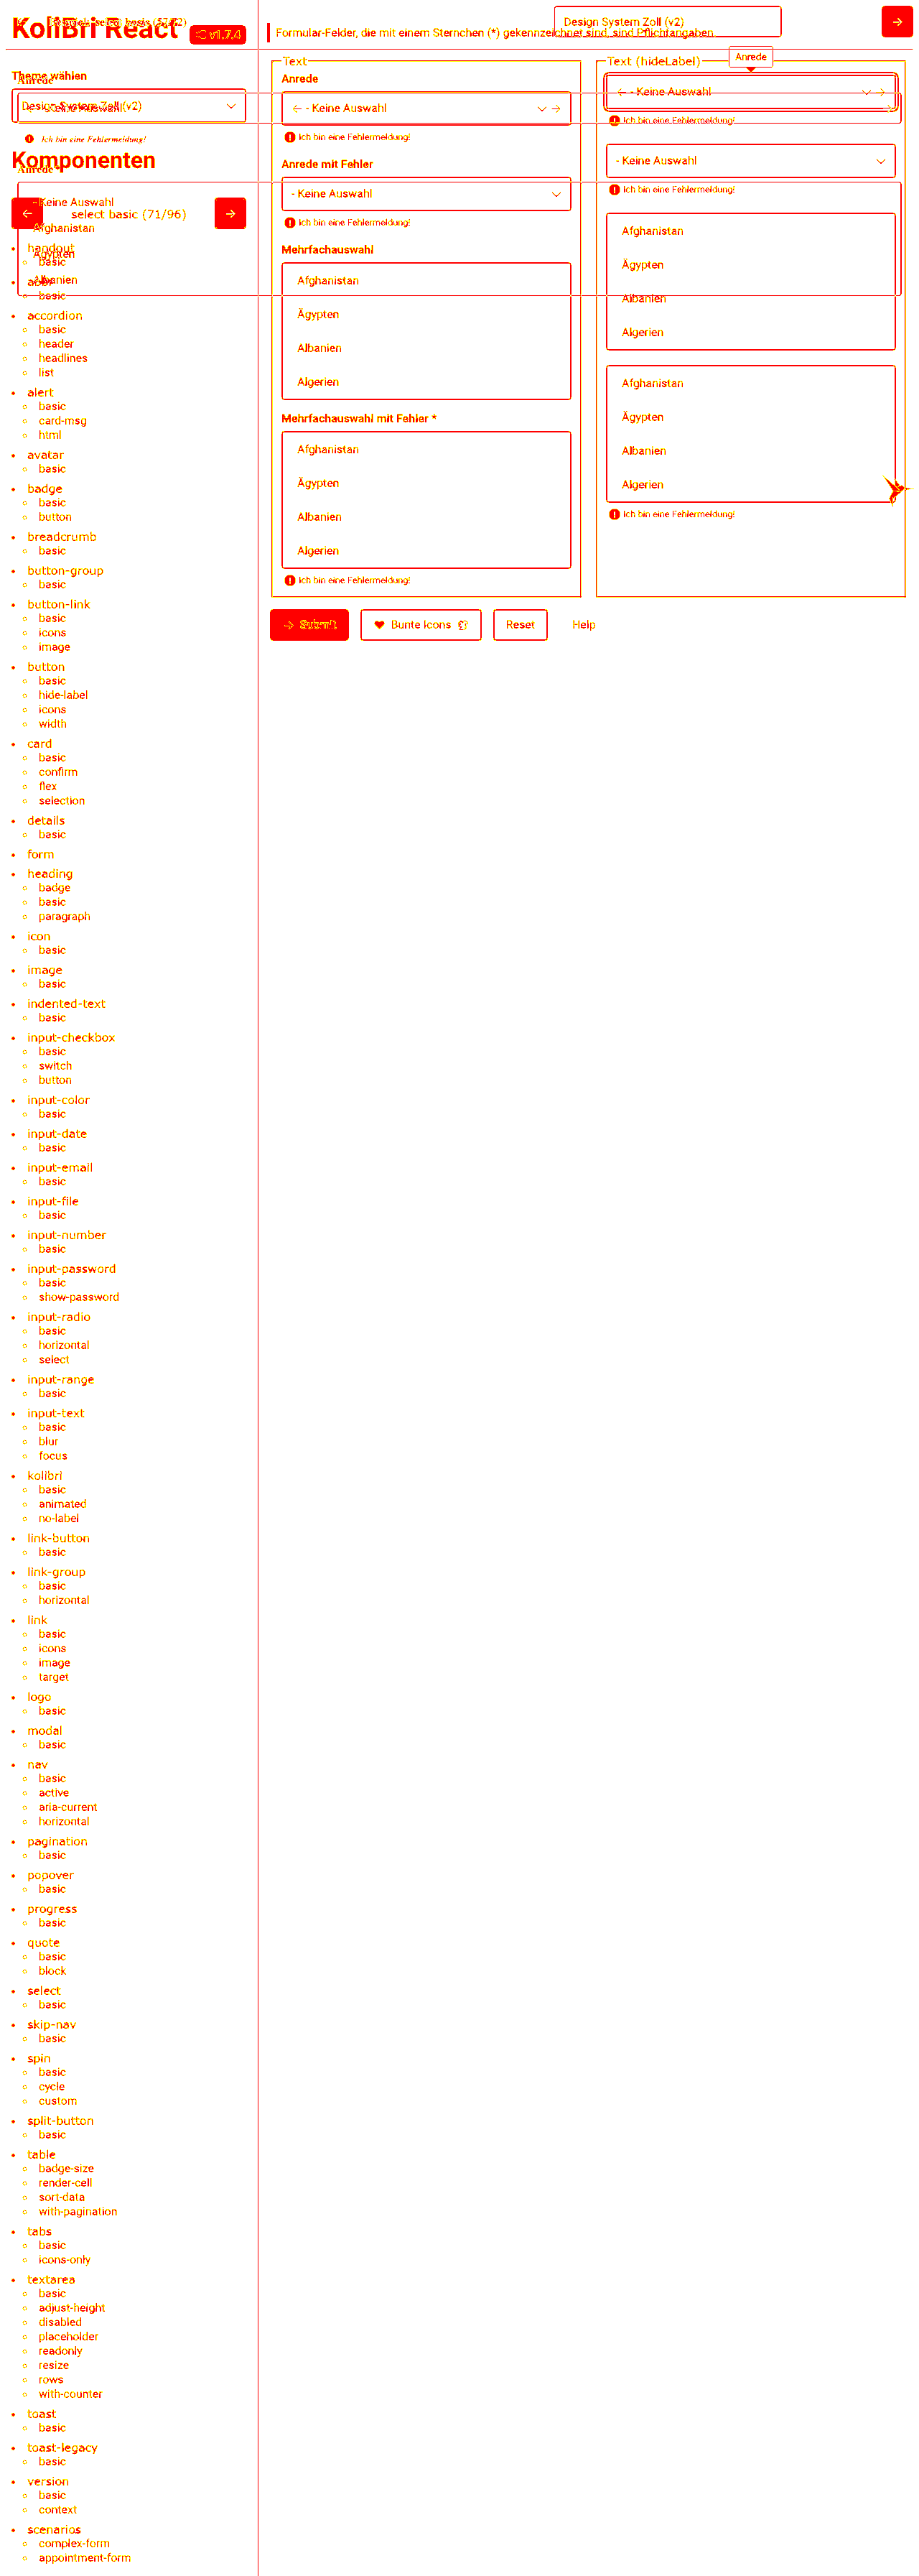 KoliBri React
v1.7.4
Design System Zoll (v2)
Formular-Felder, die mit einem Sternchen (*) gekennzeichnet sind, sind Pflichtangaben.
Theme wählen
Anrede
Design System Zoll (v2)
Ich bin eine Fehlermeldung!
Komponenten
Anrede
- Keine Auswahl
select basic (71/96)
Afghanistan
Ägypten
Albanien
handout
basic
abbr
basic
accordion
basic
header
headlines
list
alert
basic
card-msg
html
avatar
basic
badge
basic
button
breadcrumb
basic
button-group
basic
button-link
basic
icons
image
button
basic
hide-label
icons
width
card
basic
confirm
flex
selection
details
basic
form
heading
badge
basic
paragraph
icon
basic
image
basic
indented-text
basic
input-checkbox
basic
switch
button
input-color
basic
input-date
basic
input-email
basic
input-file
basic
input-number
basic
input-password
basic
show-password
input-radio
basic
horizontal
select
input-range
basic
input-text
basic
blur
focus
kolibri
basic
animated
no-label
link-button
basic
link-group
basic
horizontal
link
basic
icons
image
target
logo
basic
modal
basic
nav
basic
active
aria-current
horizontal
pagination
basic
popover
basic
progress
basic
quote
basic
block
select
basic
skip-nav
basic
spin
basic
cycle
custom
split-button
basic
table
badge-size
render-cell
sort-data
with-pagination
tabs
basic
icons-only
textarea
basic
adjust-height
disabled
placeholder
readonly
resize
rows
with-counter
toast
basic
toast-legacy
basic
version
basic
context
scenarios
complex-form
appointment-form
Text
Anrede
- Keine Auswahl
Ich bin eine Fehlermeldung!
Anrede mit Fehler
- Keine Auswahl
Ich bin eine Fehlermeldung!
Mehrfachauswahl
Afghanistan
Ägypten
Albanien
Algerien
Mehrfachauswahl mit Fehler *
Afghanistan
Ägypten
Albanien
Algerien
Ich bin eine Fehlermeldung!
Text (hideLabel)
Anrede
- Keine Auswahl
Ich bin eine Fehlermeldung!
- Keine Auswahl
Ich bin eine Fehlermeldung!
Afghanistan
Ägypten
Albanien
Algerien
Afghanistan
Ägypten
Albanien
Algerien
Ich bin eine Fehlermeldung!
Submit
Bunte Icons
Reset
Help